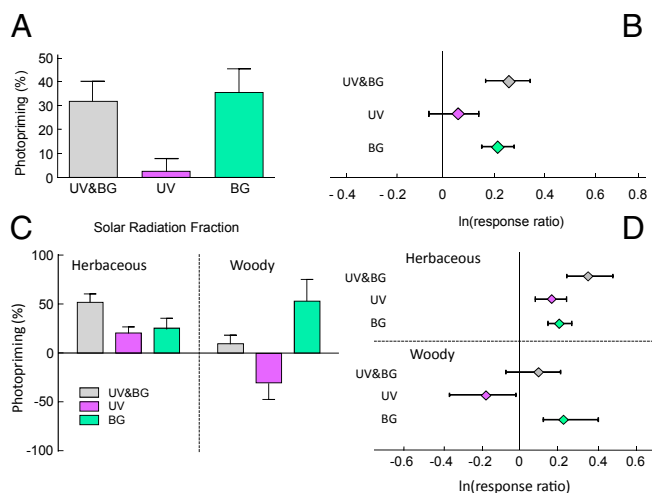 A
Photopriming (%)
50
40
30
20
10
0
UV&BG UV BG
Solar Radiation Fraction
B
UV&BG
UV
BG
- 0.4 - 0.2 0 0.2 0.4 0.6 0.8
ln(response ratio)
C
Photopriming (%)
100
50
0
-50
-100
Herbaceous Woody
UV&BG
UV
BG
D
Herbaceous
UV&BG
UV
BG
Woody
UV&BG
UV
BG
-0.6 -0.4 -0.2 0 0.2 0.4 0.6
ln(response ratio)